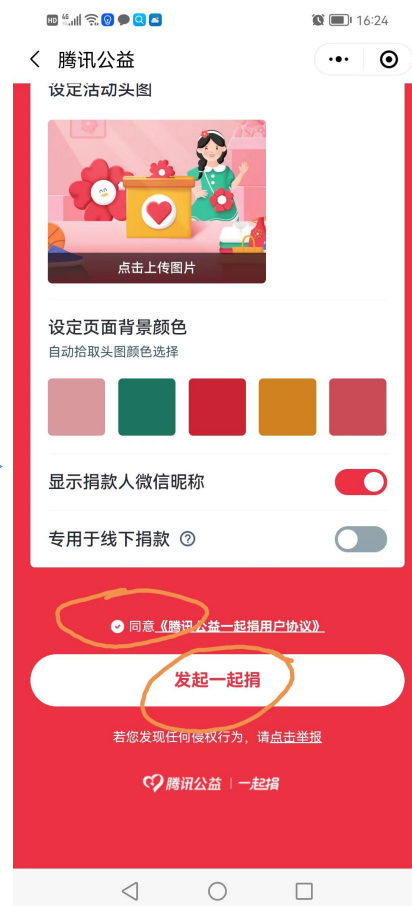 HD 46 16:24
腾讯公益
设定活动头图
点击上传图片
设定页面背景颜色
自动拾取头图颜色选择
显示捐款人微信昵称
专用于线下捐款 ?
同意《腾讯公益一起捐用户协议》
发起一起捐
若您发现任何侵权行为，请点击举报
腾讯公益 | 一起捐